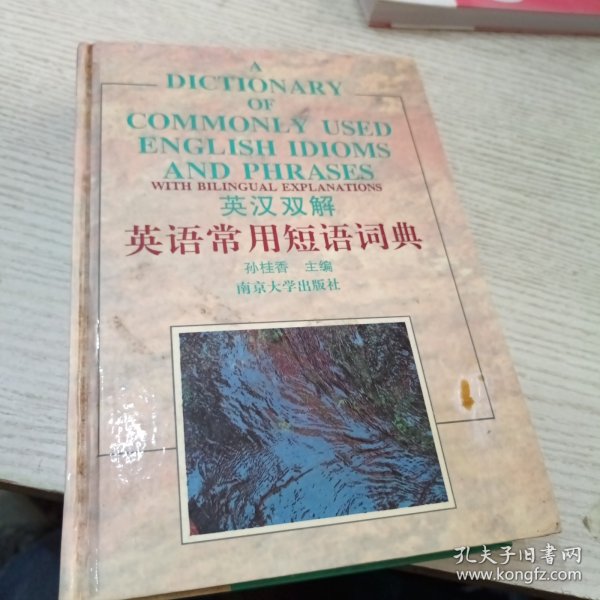 A
DICTIONARY
OF
COMMONLY USED
ENGLISH IDIOMS
AND PHRASES
WITH BILINGUAL EXPLANATIONS
英汉双解
英语常用短语词典
孙桂香 主编
南京大学出版社
孔夫子旧书网
www.kongfz.com